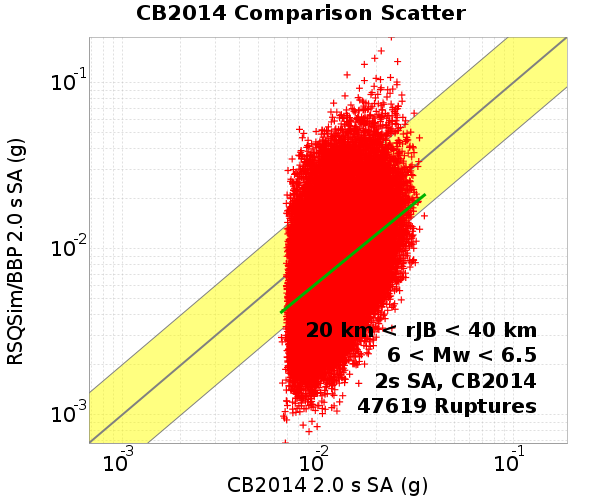 CB2014 Comparison Scatter
RSQSim/BBP 2.0 s SA (g)
10-1
10-2
10-3
20 km < rJB < 40 km
6 < Mw < 6.5
2s SA, CB2014
47619 Ruptures
10-3 10-2 10-1
CB2014 2.0 s SA (g)